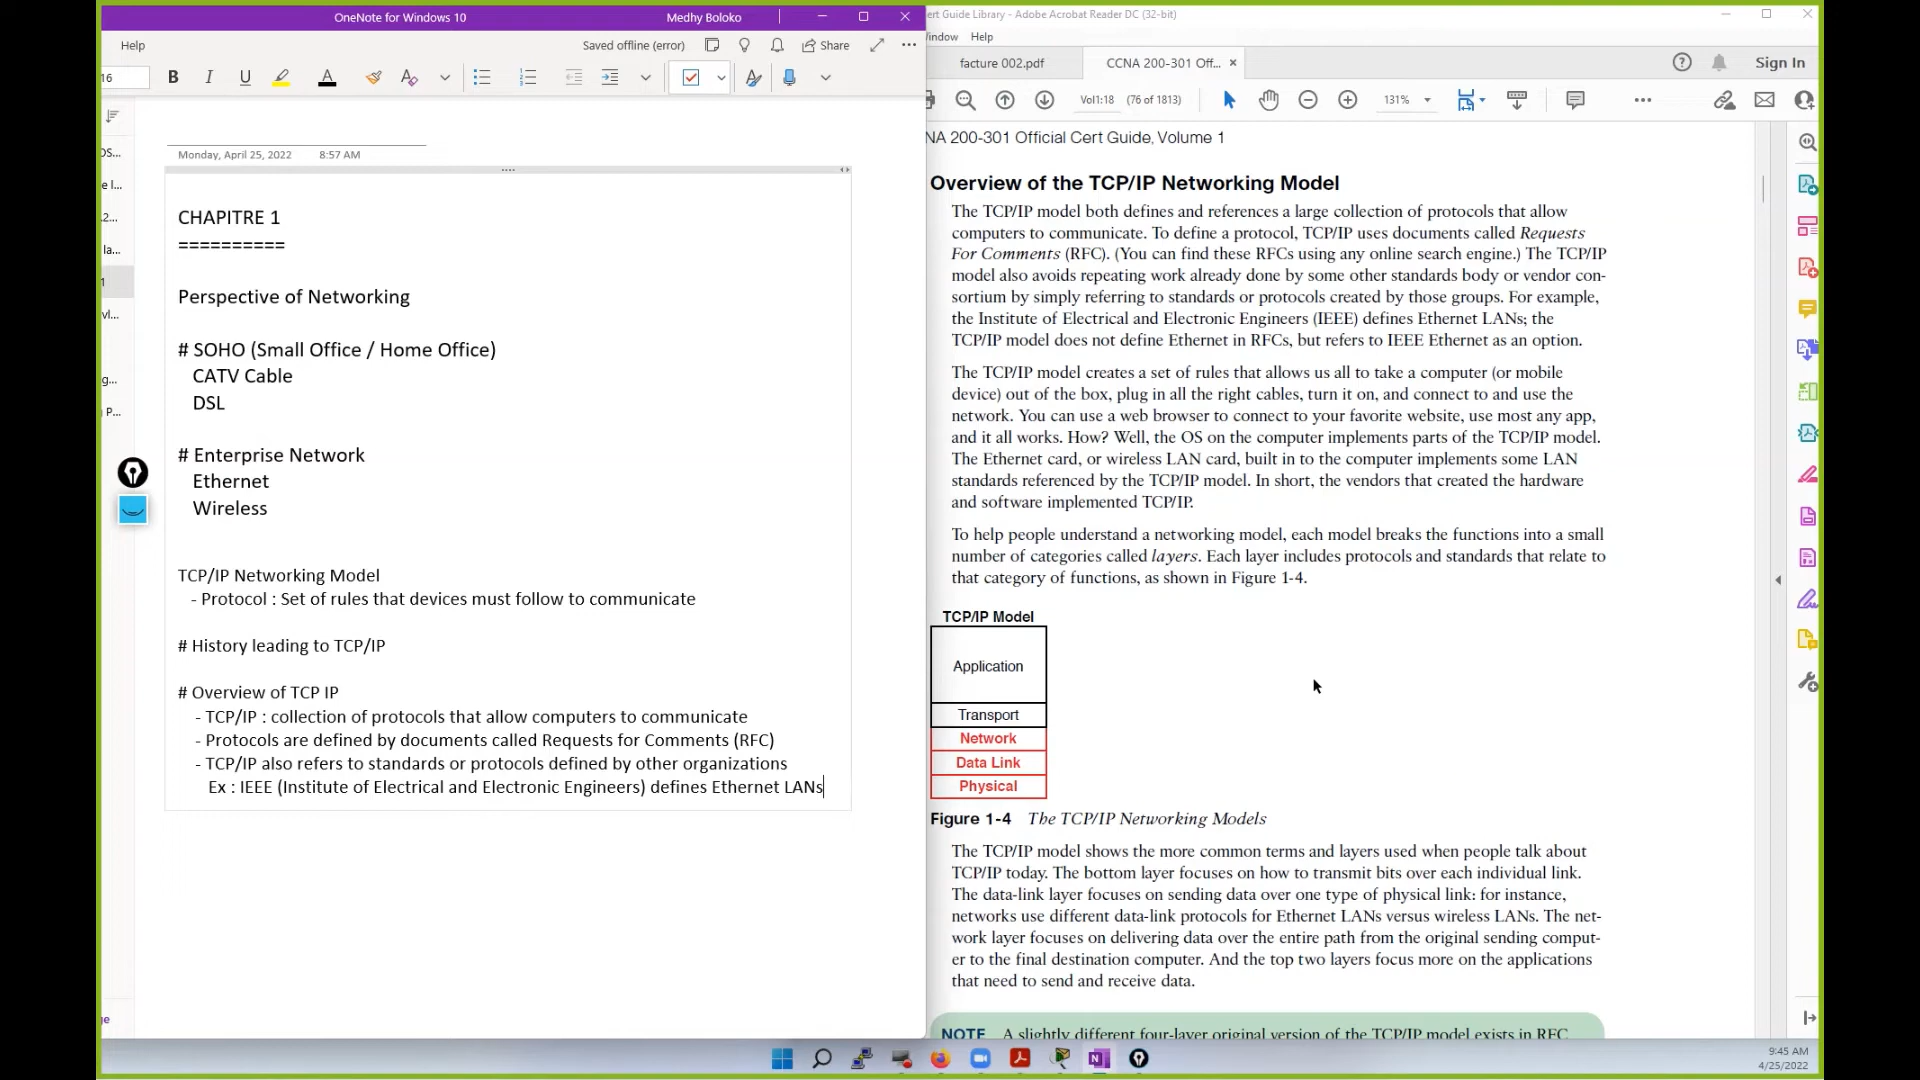 OneNote for Windows 10
Medhy Boloko
Help
Saved offline (error)
Share
16
B I U A A
OS...
e l...
2...
la...
1
vl...
g...
P...
ge
Monday, April 25, 2022 8:57 AM
CHAPITRE 1
==========
Perspective of Networking
# SOHO (Small Office / Home Office)
CATV Cable
DSL
# Enterprise Network
Ethernet
Wireless
TCP/IP Networking Model
- Protocol : Set of rules that devices must follow to communicate
# History leading to TCP/IP
# Overview of TCP IP
- TCP/IP : collection of protocols that allow computers to communicate
- Protocols are defined by documents called Requests for Comments (RFC)
- TCP/IP also refers to standards or protocols defined by other organizations
Ex : IEEE (Institute of Electrical and Electronic Engineers) defines Ethernet LANs
ert Guide Library - Adobe Acrobat Reader DC (32-bit)
indow Help
facture 002.pdf
CCNA 200-301 Off... ×
Sign In
Vol1:18 (76 of 1813)
131%
NA 200-301 Official Cert Guide, Volume 1
Overview of the TCP/IP Networking Model
The TCP/IP model both defines and references a large collection of protocols that allow
computers to communicate. To define a protocol, TCP/IP uses documents called Requests
For Comments (RFC). (You can find these RFCs using any online search engine.) The TCP/IP
model also avoids repeating work already done by some other standards body or vendor con-
sortium by simply referring to standards or protocols created by those groups. For example,
the Institute of Electrical and Electronic Engineers (IEEE) defines Ethernet LANs; the
TCP/IP model does not define Ethernet in RFCs, but refers to IEEE Ethernet as an option.
The TCP/IP model creates a set of rules that allows us all to take a computer (or mobile
device) out of the box, plug in all the right cables, turn it on, and connect to and use the
network. You can use a web browser to connect to your favorite website, use most any app,
and it all works. How? Well, the OS on the computer implements parts of the TCP/IP model.
The Ethernet card, or wireless LAN card, built in to the computer implements some LAN
standards referenced by the TCP/IP model. In short, the vendors that created the hardware
and software implemented TCP/IP.
To help people understand a networking model, each model breaks the functions into a small
number of categories called layers. Each layer includes protocols and standards that relate to
that category of functions, as shown in Figure 1-4.
TCP/IP Model
Application
Transport
Network
Data Link
Physical
Figure 1-4 The TCP/IP Networking Models
The TCP/IP model shows the more common terms and layers used when people talk about
TCP/IP today. The bottom layer focuses on how to transmit bits over each individual link.
The data-link layer focuses on sending data over one type of physical link: for instance,
networks use different data-link protocols for Ethernet LANs versus wireless LANs. The net-
work layer focuses on delivering data over the entire path from the original sending comput-
er to the final destination computer. And the top two layers focus more on the applications
that need to send and receive data.
NOTE A slightly different four-layer original version of the TCP/IP model exists in RFC
9:45 AM
4/25/2022